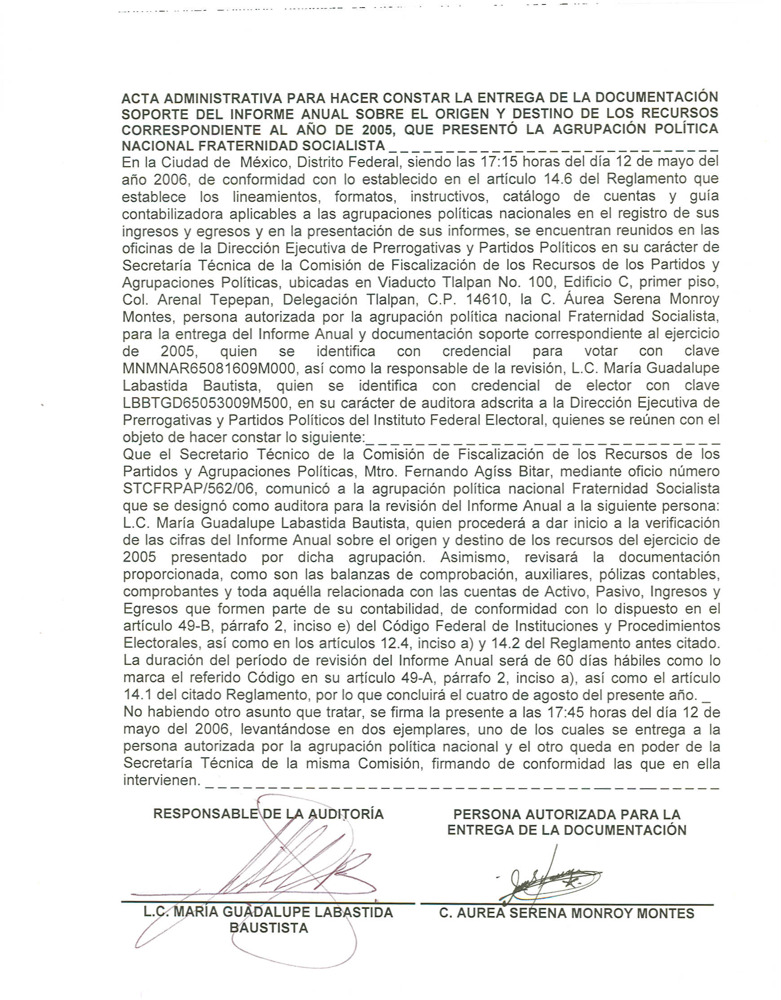 ACTA ADMINISTRATIVA PARA HACER CONSTAR LA ENTREGA DE LA DOCUMENTACIÓN
SOPORTE DEL INFORME ANUAL SOBRE EL ORIGEN Y DESTINO DE LOS RECURSOS
CORRESPONDIENTE AL AÑO DE 2005, QUE PRESENTÓ LA AGRUPACIÓN POLÍTICA
NACIONAL FRATERNIDAD SOCIALISTA _ _ _ _ _ _ _ _ _ _ _ _ _ _ _ _ _ _ _ _ _ _ _ _ _ _ _ _ _
En la Ciudad de México, Distrito Federal, siendo las 17:15 horas del día 12 de mayo del
año 2006, de conformidad con lo establecido en el artículo 14.6 del Reglamento que
establece los lineamientos, formatos, instructivos, catálogo de cuentas y guía
contabilizadora aplicables a las agrupaciones políticas nacionales en el registro de sus
ingresos y egresos y en la presentación de sus informes, se encuentran reunidos en las
oficinas de la Dirección Ejecutiva de Prerrogativas y Partidos Políticos en su carácter de
Secretaría Técnica de la Comisión de Fiscalización de los Recursos de los Partidos y
Agrupaciones Políticas, ubicadas en Viaducto Tlalpan No. 100, Edificio C, primer piso,
Col. Arenal Tepepan, Delegación Tlalpan, C.P. 14610, la C. Áurea Serena Monroy
Montes, persona autorizada por la agrupación política nacional Fraternidad Socialista,
para la entrega del Informe Anual y documentación soporte correspondiente al ejercicio
de 2005, quien se identifica con credencial para votar con clave
MNMNAR65081609M000, así como la responsable de la revisión, L.C. María Guadalupe
Labastida Bautista, quien se identifica con credencial de elector con clave
LBBTGD65053009M500, en su carácter de auditora adscrita a la Dirección Ejecutiva de
Prerrogativas y Partidos Políticos del Instituto Federal Electoral, quienes se reúnen con el
objeto de hacer constar lo siguiente:_ _ _ _ _ _ _ _ _ _ _ _ _ _ _ _ _ _ _ _ _ _ _ _ _ _ _ _
Que el Secretario Técnico de la Comisión de Fiscalización de los Recursos de los
Partidos y Agrupaciones Políticas, Mtro. Fernando Agíss Bitar, mediante oficio número
STCFRPAP/562/06, comunicó a la agrupación política nacional Fraternidad Socialista
que se designó como auditora para la revisión del Informe Anual a la siguiente persona:
L.C. María Guadalupe Labastida Bautista, quien procederá a dar inicio a la verificación
de las cifras del Informe Anual sobre el origen y destino de los recursos del ejercicio de
2005 presentado por dicha agrupación. Asimismo, revisará la documentación
proporcionada, como son las balanzas de comprobación, auxiliares, pólizas contables,
comprobantes y toda aquélla relacionada con las cuentas de Activo, Pasivo, Ingresos y
Egresos que formen parte de su contabilidad, de conformidad con lo dispuesto en el
artículo 49-B, párrafo 2, inciso e) del Código Federal de Instituciones y Procedimientos
Electorales, así como en los artículos 12.4, inciso a) y 14.2 del Reglamento antes citado.
La duración del período de revisión del Informe Anual será de 60 días hábiles como lo
marca el referido Código en su artículo 49-A, párrafo 2, inciso a), así como el artículo
14.1 del citado Reglamento, por lo que concluirá el cuatro de agosto del presente año. _
No habiendo otro asunto que tratar, se firma la presente a las 17:45 horas del día 12 de
mayo del 2006, levantándose en dos ejemplares, uno de los cuales se entrega a la
persona autorizada por la agrupación política nacional y el otro queda en poder de la
Secretaría Técnica de la misma Comisión, firmando de conformidad las que en ella
intervienen. _ _ _ _ _ _ _ _ _ _ _ _ _ _ _ _ _ _ _ _ _ _ _ _ _ _ _ _ _ _ _ _ _ _ _ _ _ _ _ _ _
RESPONSABLE DE LA AUDITORÍA
L.C. MARÍA GUADALUPE LABASTIDA
BAUSTISTA
PERSONA AUTORIZADA PARA LA
ENTREGA DE LA DOCUMENTACIÓN
C. AUREA SERENA MONROY MONTES